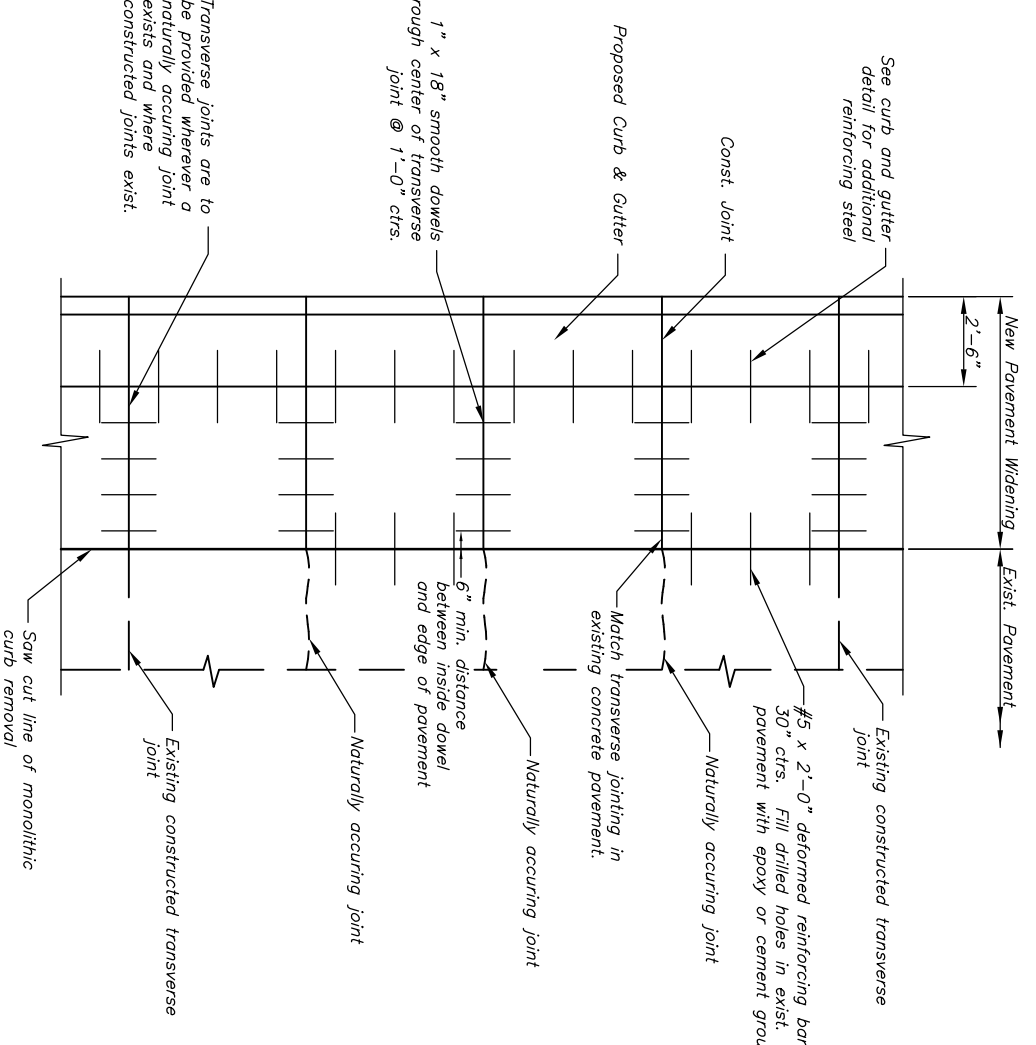 New Pavement Widening
Exist. Pavement
2'-6"
See curb and gutter
detail for additional
reinforcing steel
Const. Joint
Proposed Curb & Gutter
1" x 18" smooth dowels
rough center of transverse
joint @ 1'-0" ctrs.
Transverse joints are to
be provided wherever a
naturally accuring joint
exists and where
constructed joints exist.
Existing constructed transverse
joint
#5 x 2'-0" deformed reinforcing bar
30" ctrs. Fill drilled holes in exist.
pavement with epoxy or cement grou
Naturally accuring joint
Match transverse jointing in
existing concrete pavement.
Naturally accuring joint
6" min. distance
between inside dowel
and edge of pavement
Naturally accuring joint
Existing constructed transverse
joint
Saw cut line of monolithic
curb removal